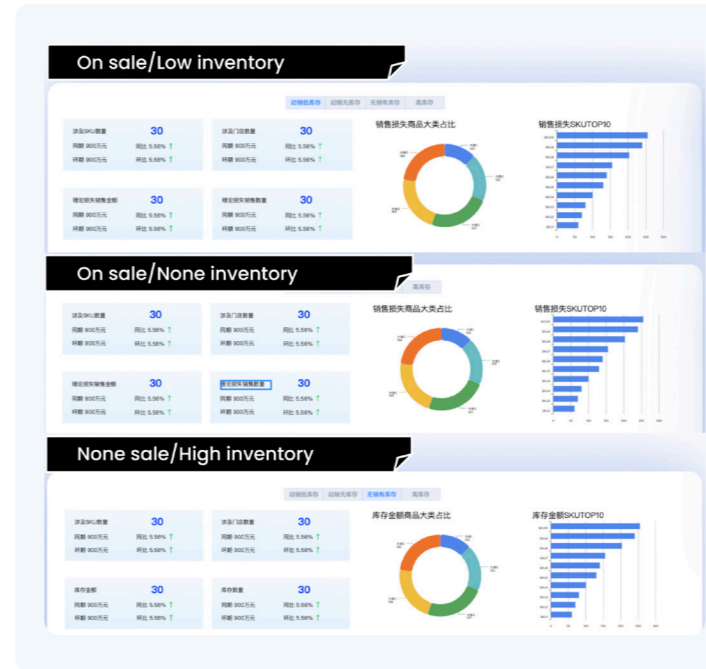 On sale/Low inventory
动销低库存 动销无库存 无销有库存 高库存
涉及SKU数量 30
同期 900万元 同比 5.56% ↑
环期 900万元 环比 5.56% ↑
涉及门店数量 30
同期 900万元 同比 5.56% ↑
环期 900万元 环比 5.56% ↑
理论损失销售金额 30
同期 900万元 同比 5.56% ↑
环期 900万元 环比 5.56% ↑
理论损失销售数量 30
同期 900万元 同比 5.56% ↑
环期 900万元 环比 5.56% ↑
销售损失商品大类占比
销售损失SKUTOP10
On sale/None inventory
高库存
涉及SKU数量 30
同期 900万元 同比 5.56% ↑
环期 900万元 环比 5.56% ↑
涉及门店数量 30
同期 900万元 同比 5.56% ↑
环期 900万元 环比 5.56% ↑
理论损失销售金额 30
同期 900万元 同比 5.56% ↑
环期 900万元 环比 5.56% ↑
理论损失销售数量 30
同期 900万元 同比 5.56% ↑
环期 900万元 环比 5.56% ↑
销售损失商品大类占比
销售损失SKUTOP10
None sale/High inventory
动销低库存 动销无库存 无销有库存 高库存
涉及SKU数量 30
同期 900万元 同比 5.56% ↑
环期 900万元 环比 5.56% ↑
涉及门店数量 30
同期 900万元 同比 5.56% ↑
环期 900万元 环比 5.56% ↑
库存金额 30
同期 900万元 同比 5.56% ↑
环期 900万元 环比 5.56% ↑
库存数量 30
同期 900万元 同比 5.56% ↑
环期 900万元 环比 5.56% ↑
库存金额商品大类占比
库存金额SKUTOP10